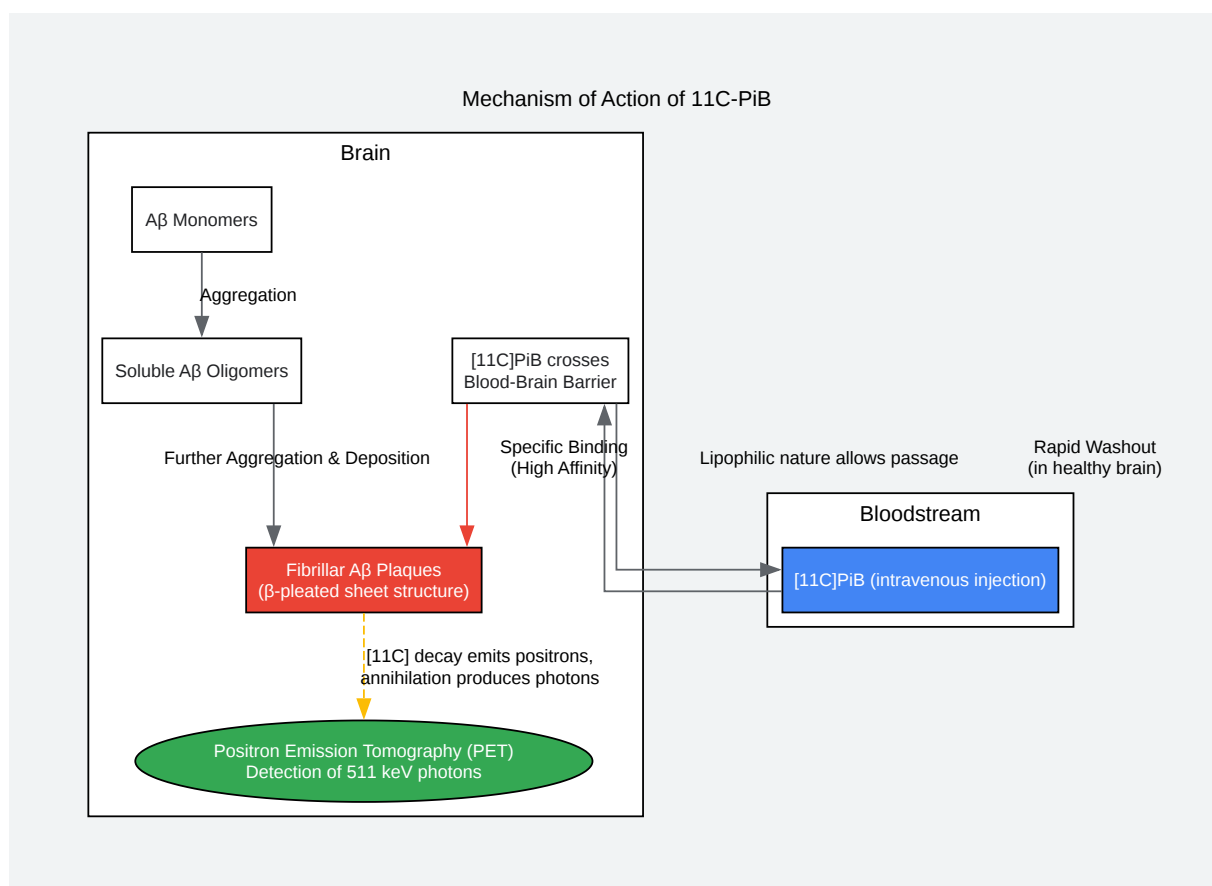 Mechanism of Action of 11C-PiB
Brain
Aβ Monomers
Aggregation
Soluble Aβ Oligomers
[11C]PiB crosses
Blood-Brain Barrier
Further Aggregation & Deposition
Specific Binding
(High Affinity)
Lipophilic nature allows passage
Rapid Washout
(in healthy brain)
Bloodstream
[11C]PiB (intravenous injection)
Fibrillar Aβ Plaques
(β-pleated sheet structure)
[11C] decay emits positrons,
annihilation produces photons
Positron Emission Tomography (PET)
Detection of 511 keV photons